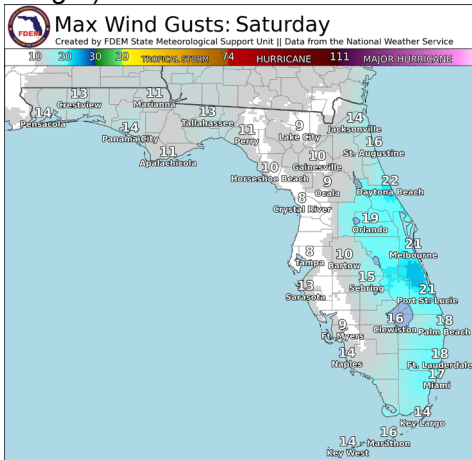 Max Wind Gusts: Saturday
Created by FDEM State Meteorological Support Unit || Data from the National Weather Service
FDEM
10 20 30 39 TROPICAL STORM 74 HURRICANE 111 MAJOR HURRICANE
13
Crestview
11
Marianna
14
Pensacola
14
Panama City
13
Tallahassee
11
Apalachicola
11
Perry
9
Lake City
14
Jacksonville
16
St. Augustine
10
Gainesville
10
Horseshoe Beach
9
Ocala
22
Daytona Beach
8
Crystal River
19
Orlando
21
Melbourne
8
Tampa
10
Bartow
15
Sebring
13
Sarasota
21
Port St. Lucie
16
Clewiston
18
Palm Beach
9
Ft. Myers
14
Naples
18
Ft. Lauderdale
17
Miami
14
Key Largo
16
Marathon
14
Key West